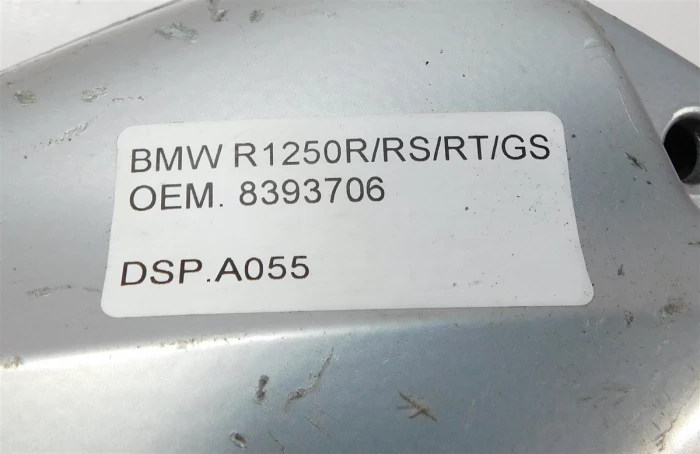 BMW R1250R/RS/RT/GS
OEM. 8393706
DSP.A055